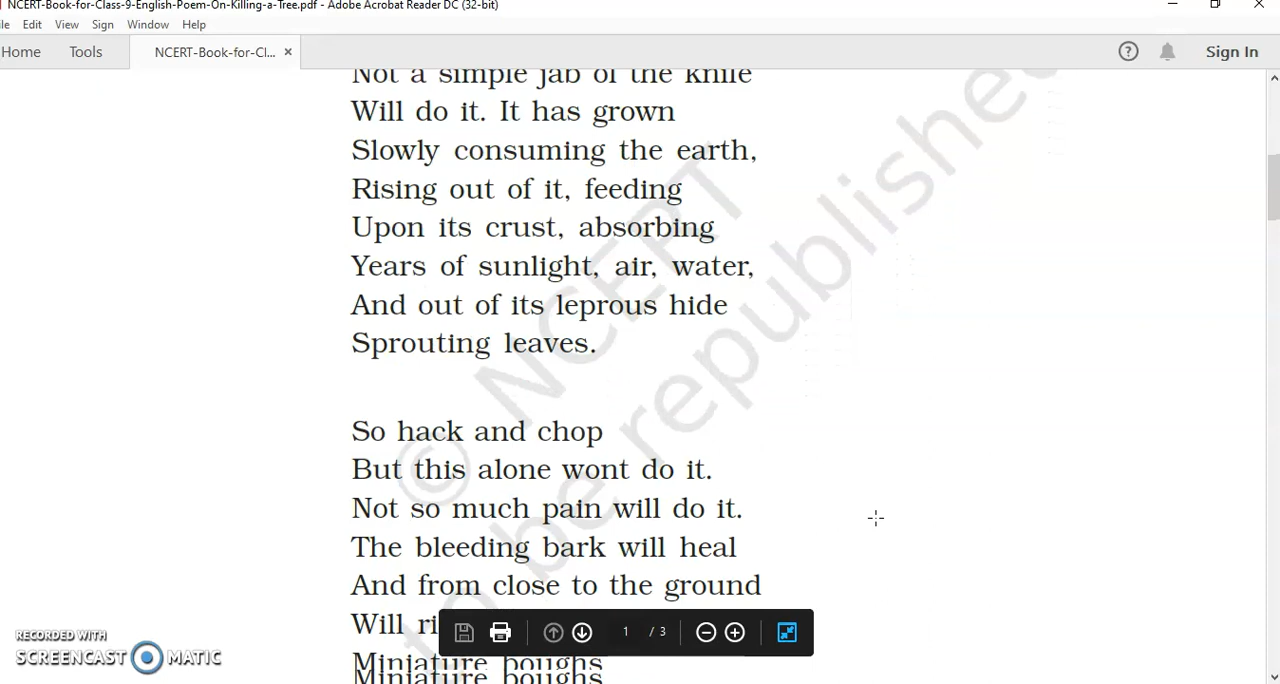 NCERT-Book-for-Class-9-English-Poem-On-Killing-a-Tree.pdf - Adobe Acrobat Reader DC (32-bit)
ile Edit View Sign Window Help
Home Tools NCERT-Book-for-Cl... × ? Sign In
Not a simple jab of the knife
Will do it. It has grown
Slowly consuming the earth,
Rising out of it, feeding
Upon its crust, absorbing
Years of sunlight, air, water,
And out of its leprous hide
Sprouting leaves.
So hack and chop
But this alone wont do it.
Not so much pain will do it.
The bleeding bark will heal
And from close to the ground
Will ri
Miniature boughs
Miniature boughs
1 / 3
© NCERT
to be republished
RECORDED WITH
SCREENCAST MATIC